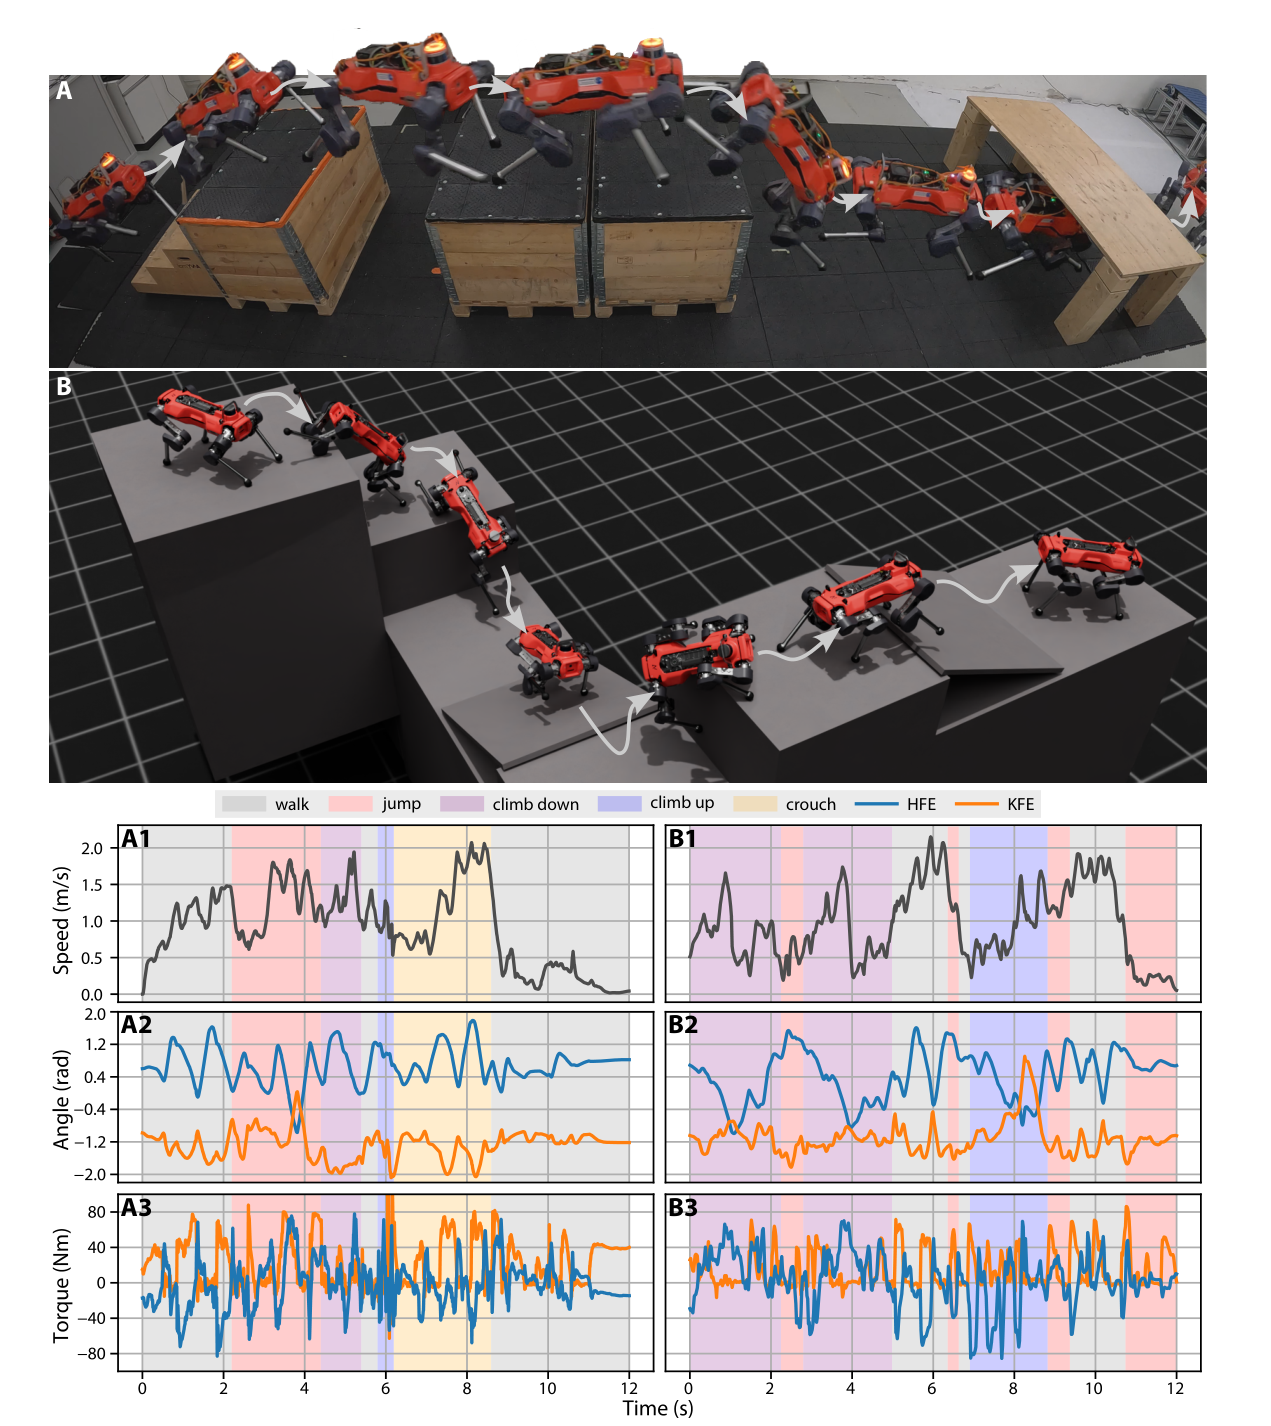 A
B
walk jump climb down climb up crouch HFE KFE
A1 B1
Speed (m/s)
2.0
1.5
1.0
0.5
0.0
A2 B2
Angle (rad)
2.0
1.2
0.4
−0.4
−1.2
−2.0
A3 B3
Torque (Nm)
80
40
0
−40
−80
0 2 4 6 8 10 12 0 2 4 6 8 10 12
Time (s)